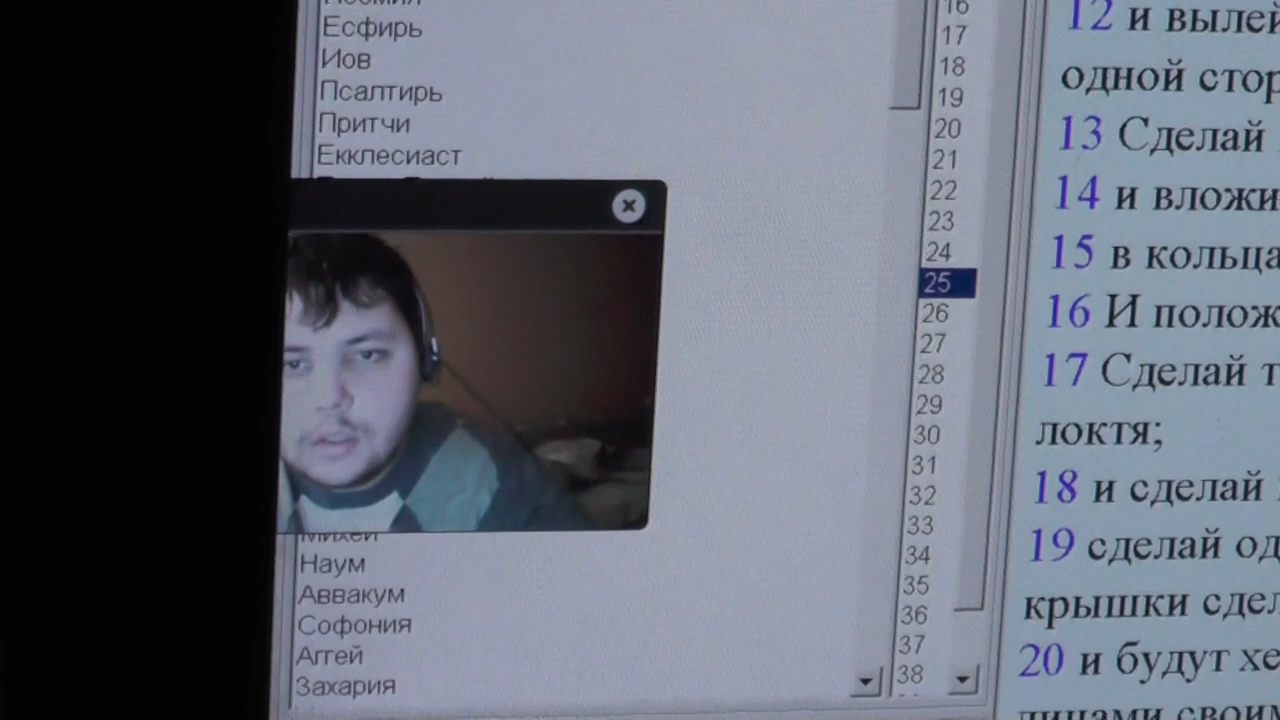 Есфирь
Иов
Псалтирь
Притчи
Екклесиаст
Михей
Наум
Аввакум
Софония
Аггей
Захария
16
17
18
19
20
21
22
23
24
25
26
27
28
29
30
31
32
33
34
35
36
37
38
12 и вылей
одной стор
13 Сделай
14 и вложи
15 в кольца
16 И полож
17 Сделай т
локтя;
18 и сделай
19 сделай од
крышки сдел
20 и будут хе
лицами своим